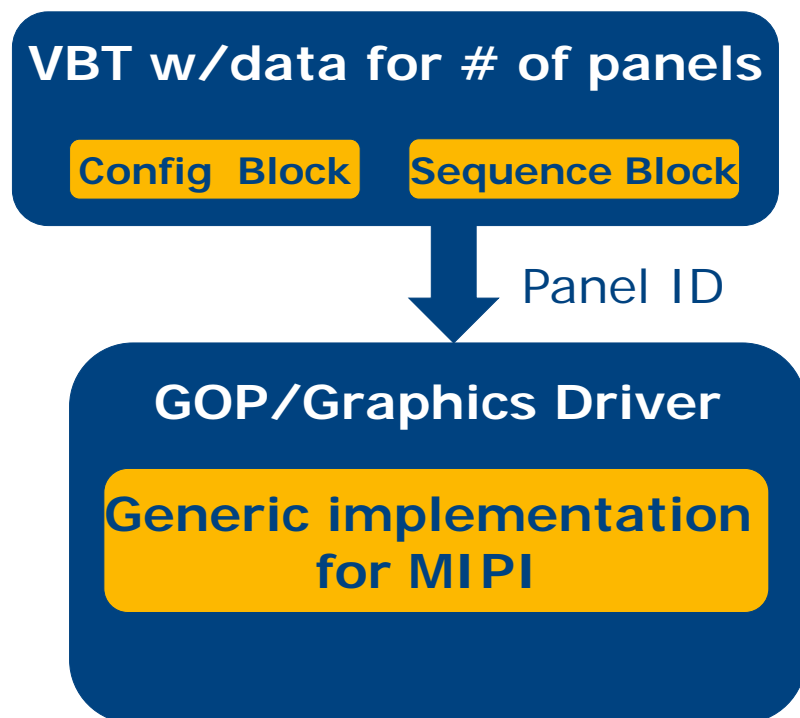 VBT w/data for # of panels
Config Block
Sequence Block
Panel ID
GOP/Graphics Driver
Generic implementation
for MIPI